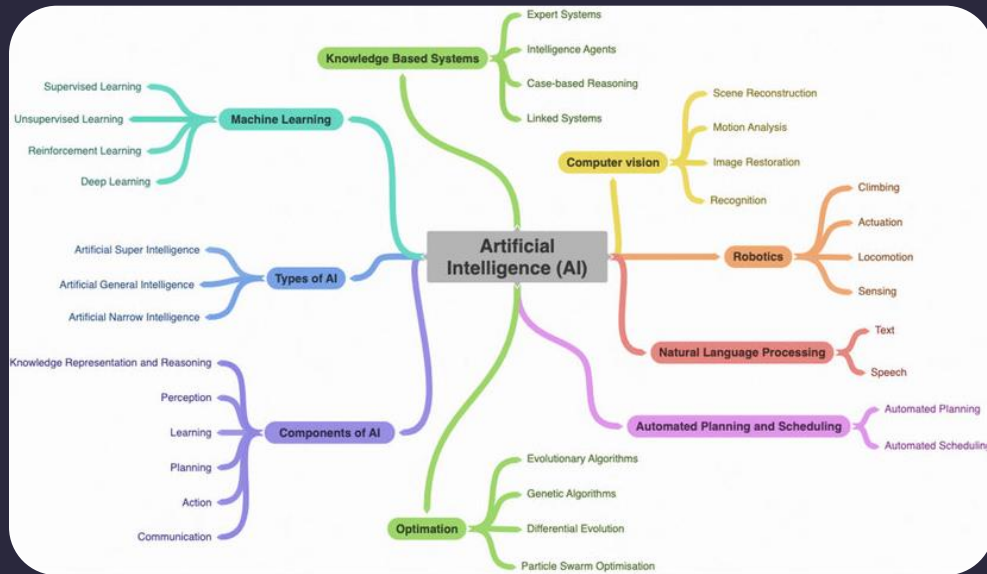 Artificial
Intelligence (AI)
Knowledge Based Systems
Expert Systems
Intelligence Agents
Case-based Reasoning
Linked Systems
Machine Learning
Supervised Learning
Unsupervised Learning
Reinforcement Learning
Deep Learning
Types of AI
Artificial Super Intelligence
Artificial General Intelligence
Artificial Narrow Intelligence
Components of AI
Knowledge Representation and Reasoning
Perception
Learning
Planning
Action
Communication
Computer vision
Scene Reconstruction
Motion Analysis
Image Restoration
Recognition
Robotics
Climbing
Actuation
Locomotion
Sensing
Natural Language Processing
Text
Speech
Automated Planning and Scheduling
Automated Planning
Automated Scheduling
Optimation
Evolutionary Algorithms
Genetic Algorithms
Differential Evolution
Particle Swarm Optimisation